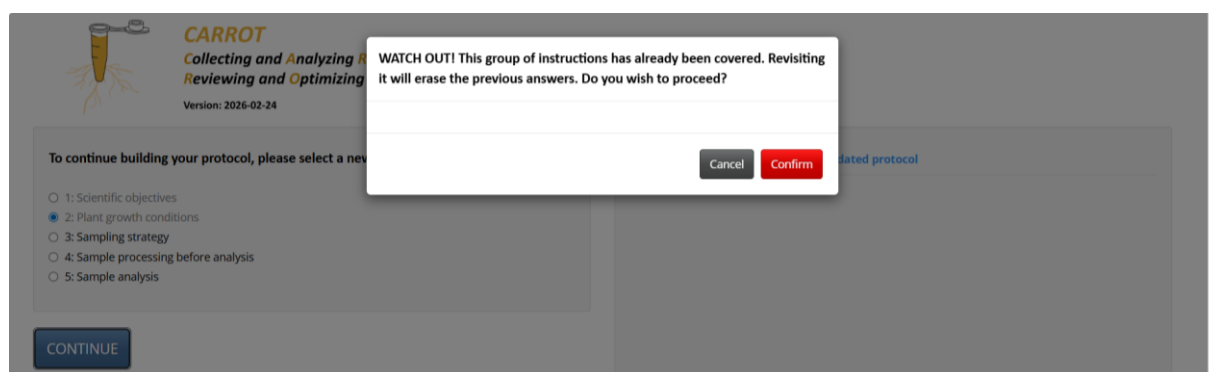 CARROT
Collecting and Analyzing R
Reviewing and Optimizing
Version: 2026-02-24
WATCH OUT! This group of instructions has already been covered. Revisiting
it will erase the previous answers. Do you wish to proceed?
Cancel
Confirm
To continue building your protocol, please select a new
dated protocol
1: Scientific objectives
2: Plant growth conditions
3: Sampling strategy
4: Sample processing before analysis
5: Sample analysis
CONTINUE